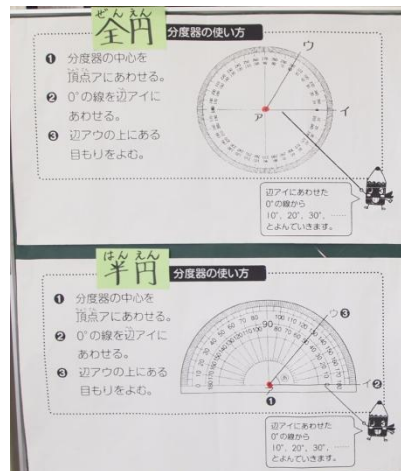 ぜんえん
全円
分度器の使い方
ウ
❶ 分度器の中心を
頂点アにあわせる。
❷ 0°の線を辺アイに
あわせる。
❸ 辺アウの上にある
目もりをよむ。
ア
イ
辺アイにあわせた
0°の線から
10°、20°、30°、……
とよんでいきます。
はんえん
半円
分度器の使い方
❶ 分度器の中心を
頂点アにあわせる。
❷ 0°の線を辺アイに
あわせる。
❸ 辺アウの上にある
目もりをよむ。
ウ❸
イ❷
❶
辺アイにあわせた
0°の線から
10°、20°、30°、……
とよんでいきます。